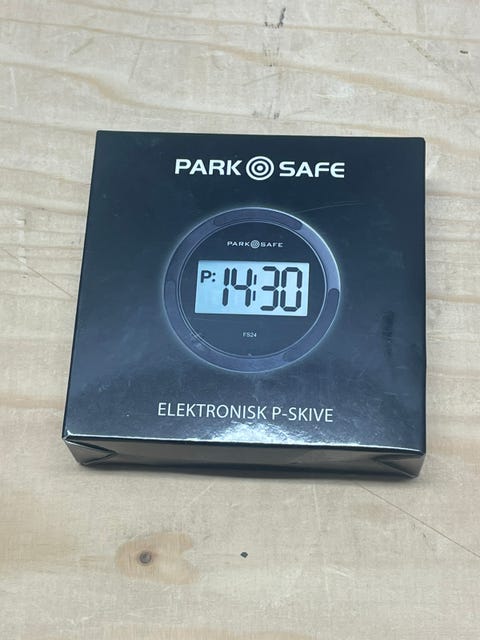 PARK SAFE
PARK SAFE
P: 14:30
FS24
ELEKTRONISK P-SKIVE